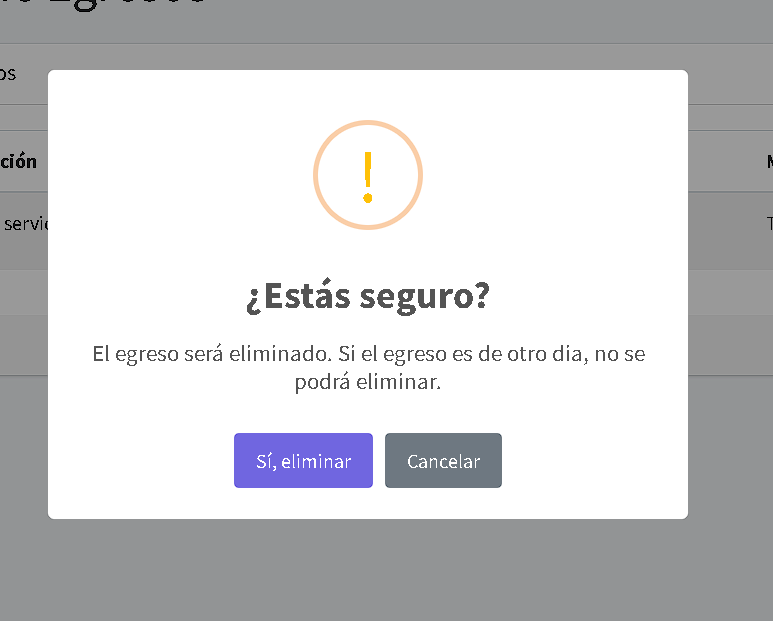 os
ción
M
servic
T
!
¿Estás seguro?
El egreso será eliminado. Si el egreso es de otro dia, no se
podrá eliminar.
Sí, eliminar
Cancelar